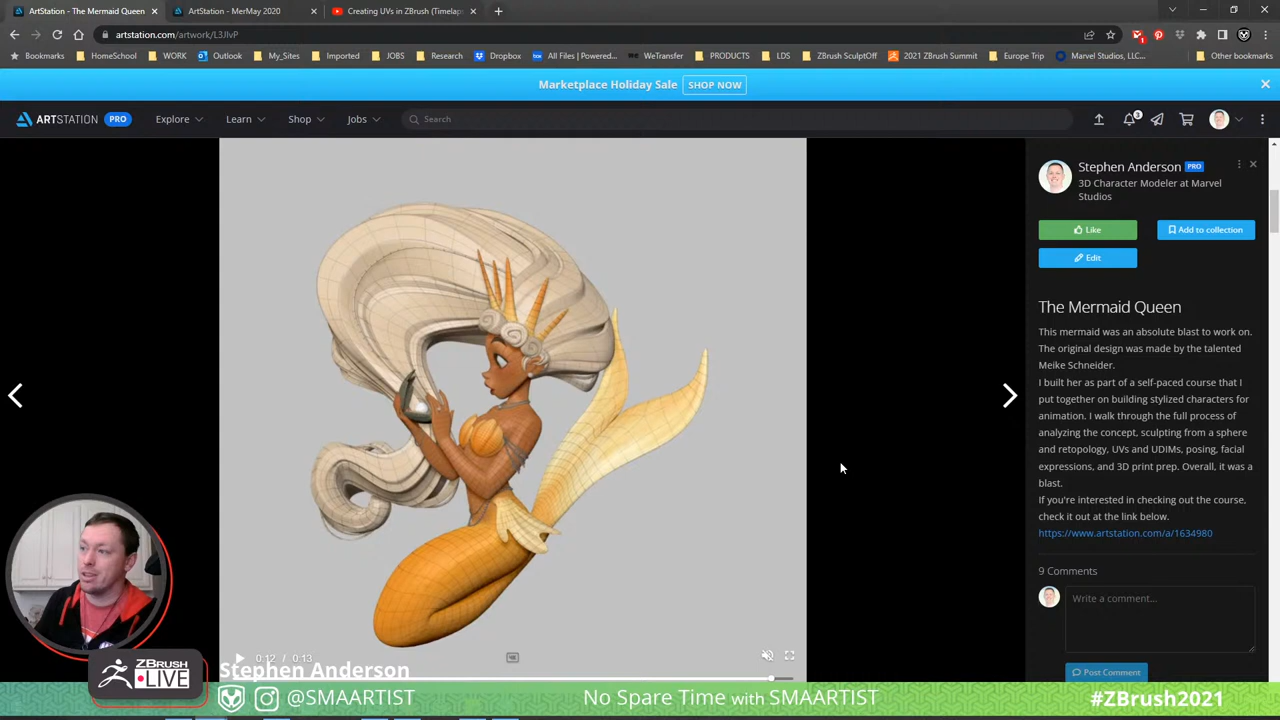 ArtStation - The Mermaid Queen
ArtStation - MerMay 2020
Creating UVs in ZBrush (Timelap
artstation.com/artwork/L3JlvP
Bookmarks
HomeSchool
WORK
Outlook
My_Sites
Imported
JOBS
Research
Dropbox
All Files | Powered...
WeTransfer
PRODUCTS
LDS
ZBrush SculptOff
2021 ZBrush Summit
Europe Trip
Marvel Studios, LLC...
Other bookmarks
Marketplace Holiday Sale SHOP NOW
ARTSTATION PRO Explore Learn Shop Jobs Search 3
Stephen Anderson PRO
3D Character Modeler at Marvel
Studios
Like
Add to collection
Edit
The Mermaid Queen
This mermaid was an absolute blast to work on.
The original design was made by the talented
Meike Schneider.
I built her as part of a self-paced course that I
put together on building stylized characters for
animation. I walk through the full process of
analyzing the concept, sculpting from a sphere
and retopology, UVs and UDIMs, posing, facial
expressions, and 3D print prep. Overall, it was a
blast.
If you're interested in checking out the course,
check it out at the link below.
https://www.artstation.com/a/1634980
9 Comments
Write a comment...
Post Comment
0:12 / 0:13
Stephen Anderson
ZBRUSH
LIVE
@SMAARTIST
No Spare Time with SMAARTIST
#ZBrush2021